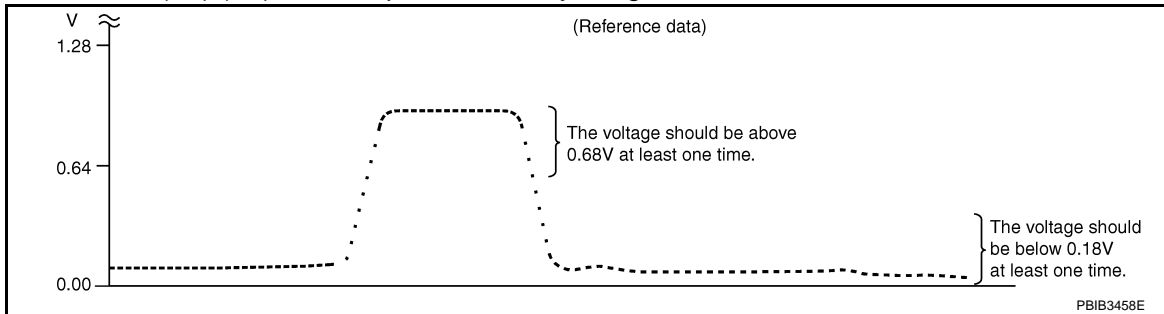 V
(Reference data)
1.28
The voltage should be above
0.68V at least one time.
0.64
The voltage should
be below 0.18V
at least one time.
0.00
PBIB3458E